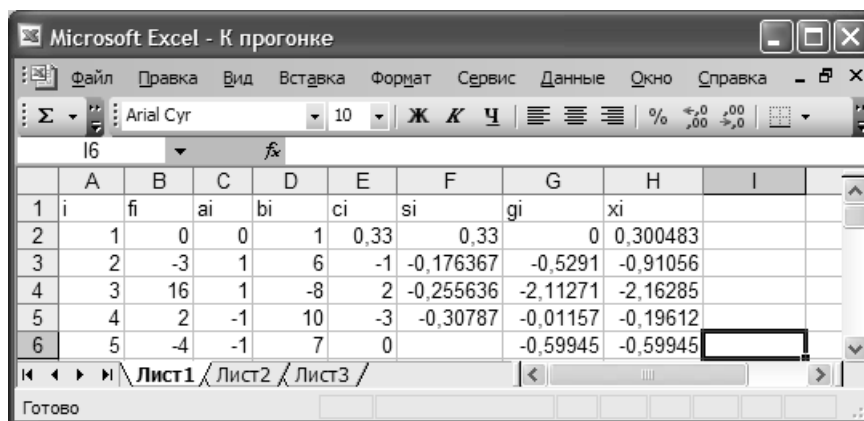 Microsoft Excel - К прогонке
Файл Правка Вид Вставка Формат Сервис Данные Окно Справка
Σ Arial Cyr 10 Ж К Ч % ,00
I6 fx
A B C D E F G H I
1 i fi ai bi ci si gi xi
2 1 0 0 1 0,33 0,33 0 0,300483
3 2 -3 1 6 -1 -0,176367 -0,5291 -0,91056
4 3 16 1 -8 2 -0,255636 -2,11271 -2,16285
5 4 2 -1 10 -3 -0,30787 -0,01157 -0,19612
6 5 -4 -1 7 0 -0,59945 -0,59945
Лист1 Лист2 Лист3
Готово